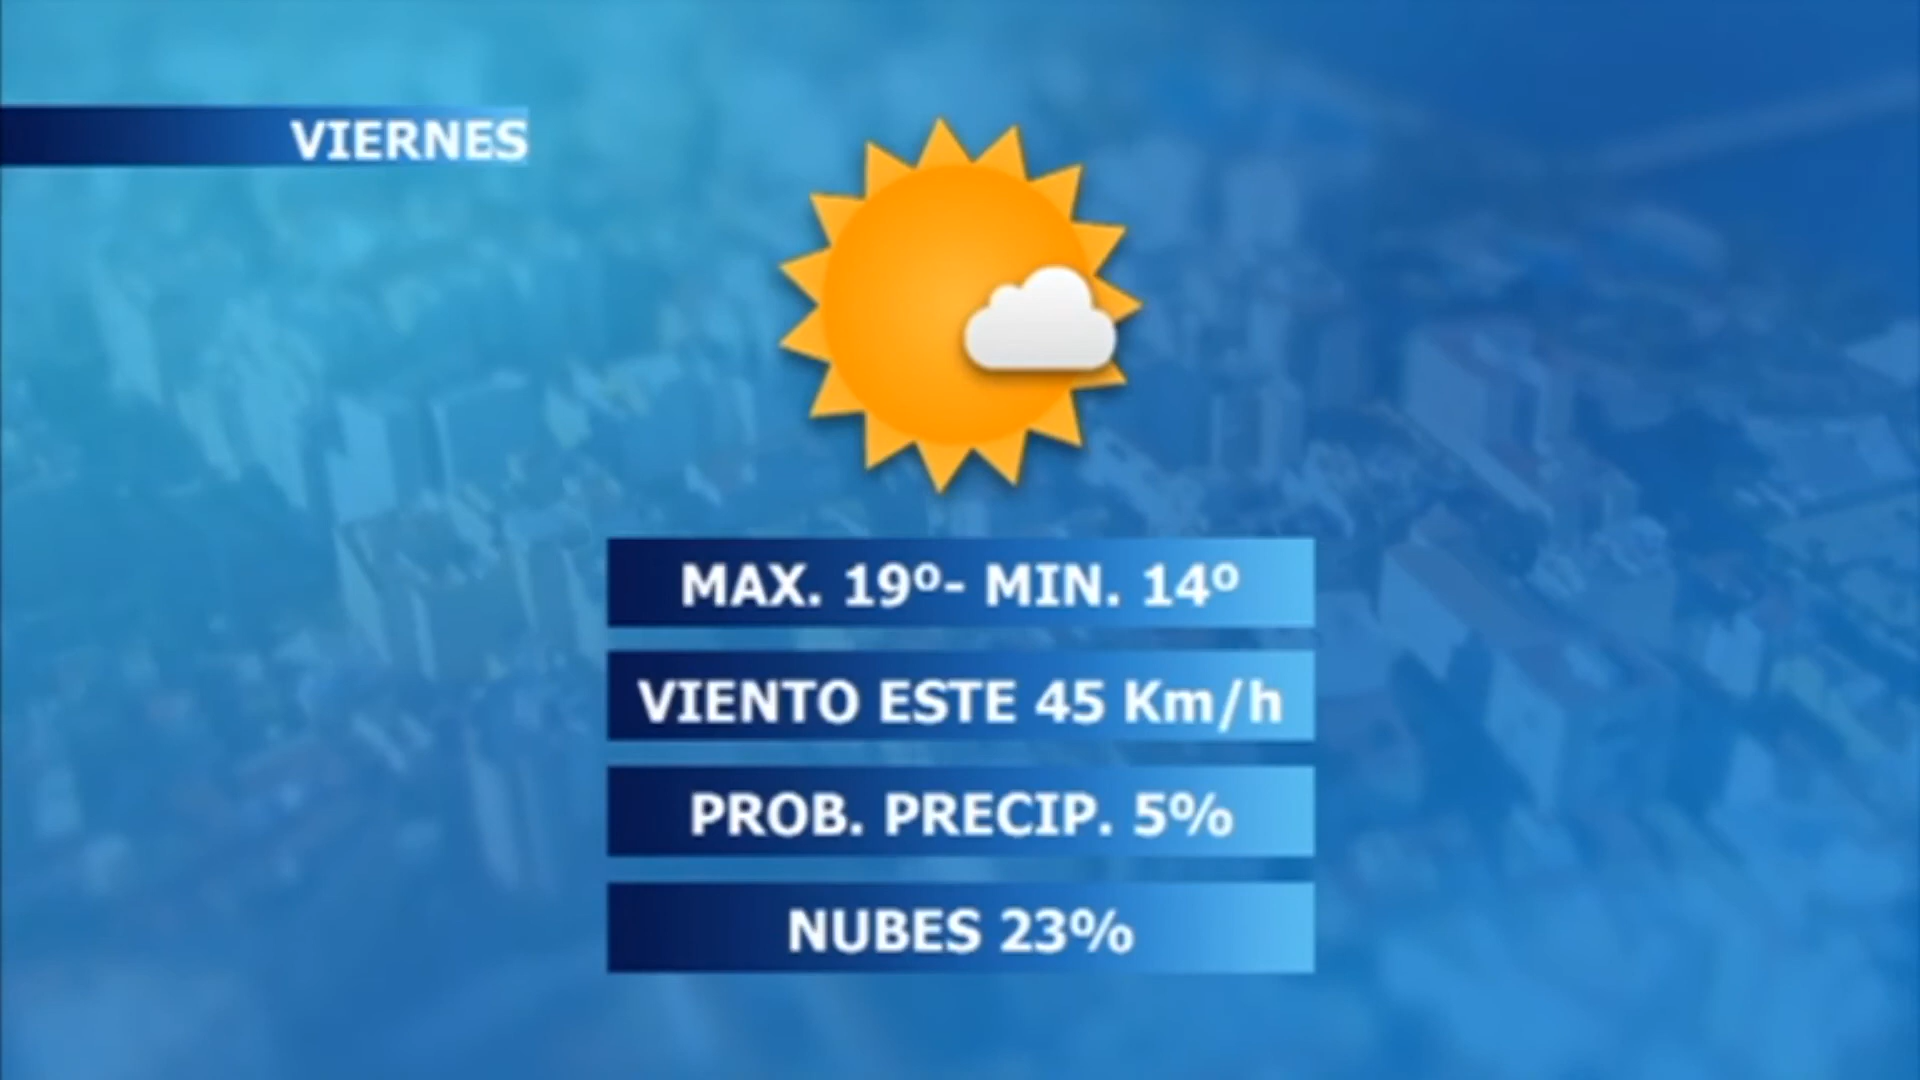 VIERNES
MAX. 19º- MIN. 14º
VIENTO ESTE 45 Km/h
PROB. PRECIP. 5%
NUBES 23%